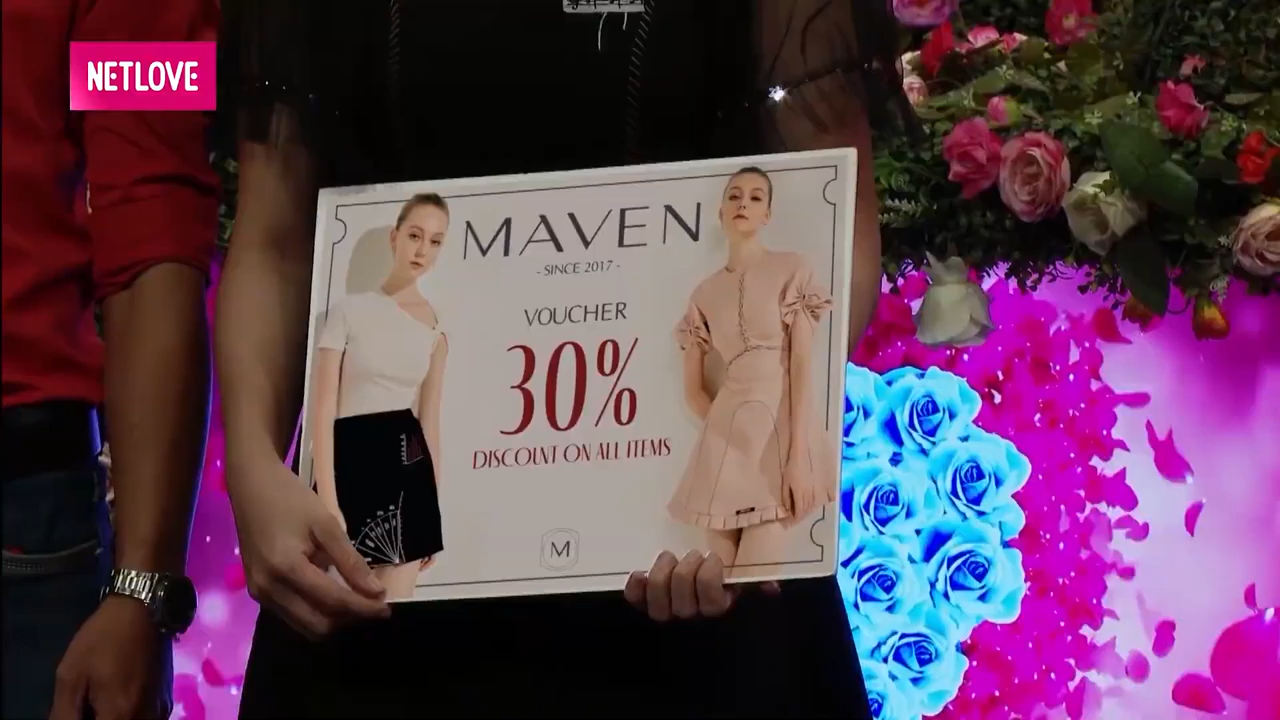 NETLOVE
MAVEN
- SINCE 2017 -
VOUCHER
30%
DISCOUNT ON ALL ITEMS
M